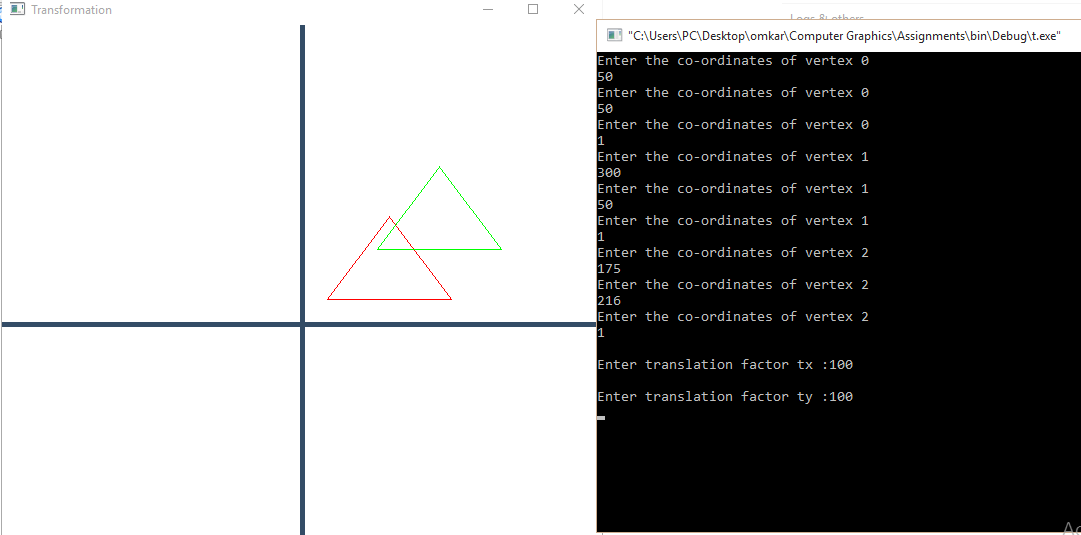 Transformation
Logs & others
"C:\Users\PC\Desktop\omkar\Computer Graphics\Assignments\bin\Debug\t.exe"
Enter the co-ordinates of vertex 0
50
Enter the co-ordinates of vertex 0
50
Enter the co-ordinates of vertex 0
1
Enter the co-ordinates of vertex 1
300
Enter the co-ordinates of vertex 1
50
Enter the co-ordinates of vertex 1
1
Enter the co-ordinates of vertex 2
175
Enter the co-ordinates of vertex 2
216
Enter the co-ordinates of vertex 2
1
Enter translation factor tx :100
Enter translation factor ty :100